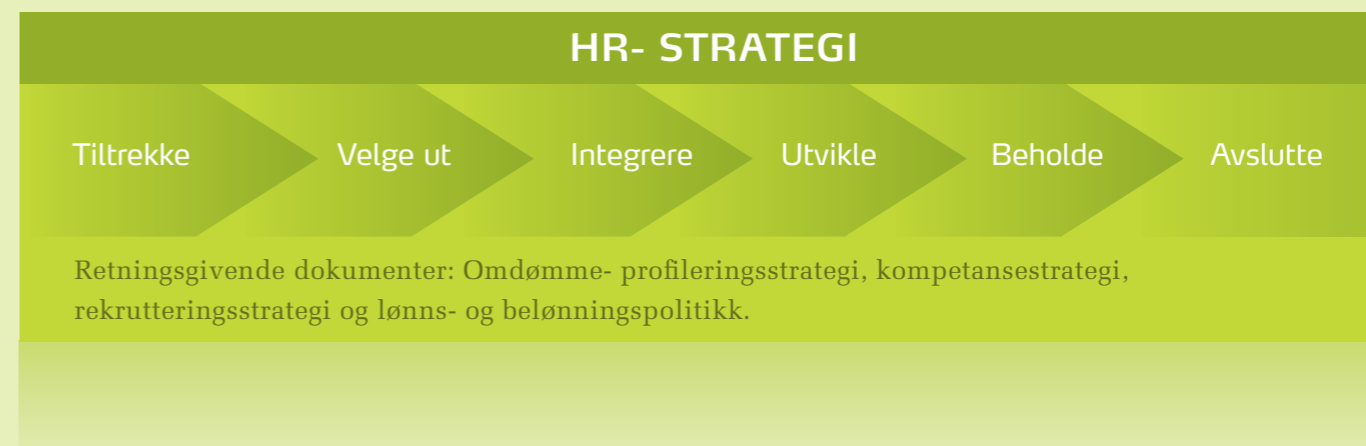 HR- STRATEGI
Tiltrekke Velge ut Integrere Utvikle Beholde Avslutte
Retningsgivende dokumenter: Omdømme- profileringsstrategi, kompetansestrategi,
rekrutteringsstrategi og lønns- og belønningspolitikk.